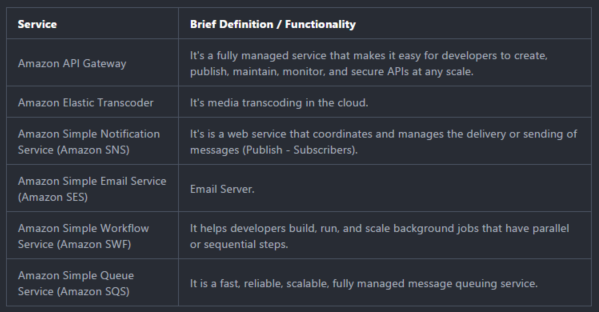 Service Brief Definition / Functionality
Amazon API Gateway
It's a fully managed service that makes it easy for developers to create,
publish, maintain, monitor, and secure APIs at any scale.
Amazon Elastic Transcoder
It's media transcoding in the cloud.
Amazon Simple Notification
Service (Amazon SNS)
It's is a web service that coordinates and manages the delivery or sending of
messages (Publish - Subscribers).
Amazon Simple Email Service
(Amazon SES)
Email Server.
Amazon Simple Workflow
Service (Amazon SWF)
It helps developers build, run, and scale background jobs that have parallel
or sequential steps.
Amazon Simple Queue
Service (Amazon SQS)
It is a fast, reliable, scalable, fully managed message queuing service.